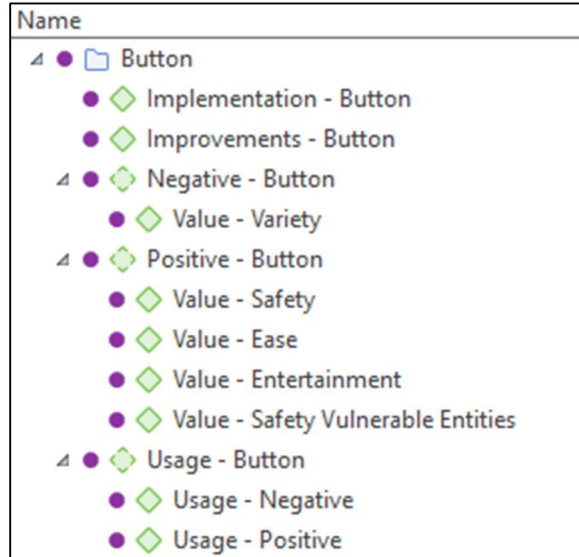 Name
Button
Implementation - Button
Improvements - Button
Negative - Button
Value - Variety
Positive - Button
Value - Safety
Value - Ease
Value - Entertainment
Value - Safety Vulnerable Entities
Usage - Button
Usage - Negative
Usage - Positive